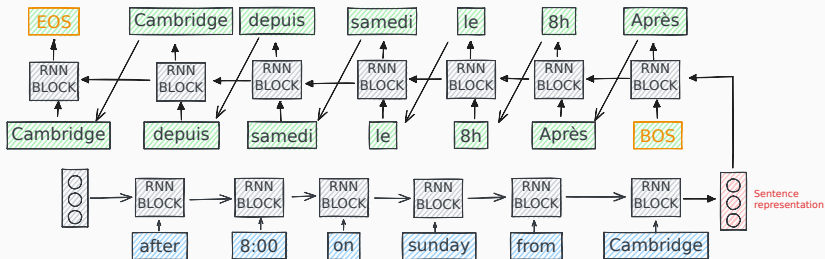 EOS Cambridge depuis samedi le 8h Après
RNN BLOCK
RNN BLOCK
RNN BLOCK
RNN BLOCK
RNN BLOCK
RNN BLOCK
RNN BLOCK
Cambridge depuis samedi le 8h Après BOS
RNN BLOCK
RNN BLOCK
RNN BLOCK
RNN BLOCK
RNN BLOCK
RNN BLOCK
Sentence
representation
after 8:00 on sunday from Cambridge